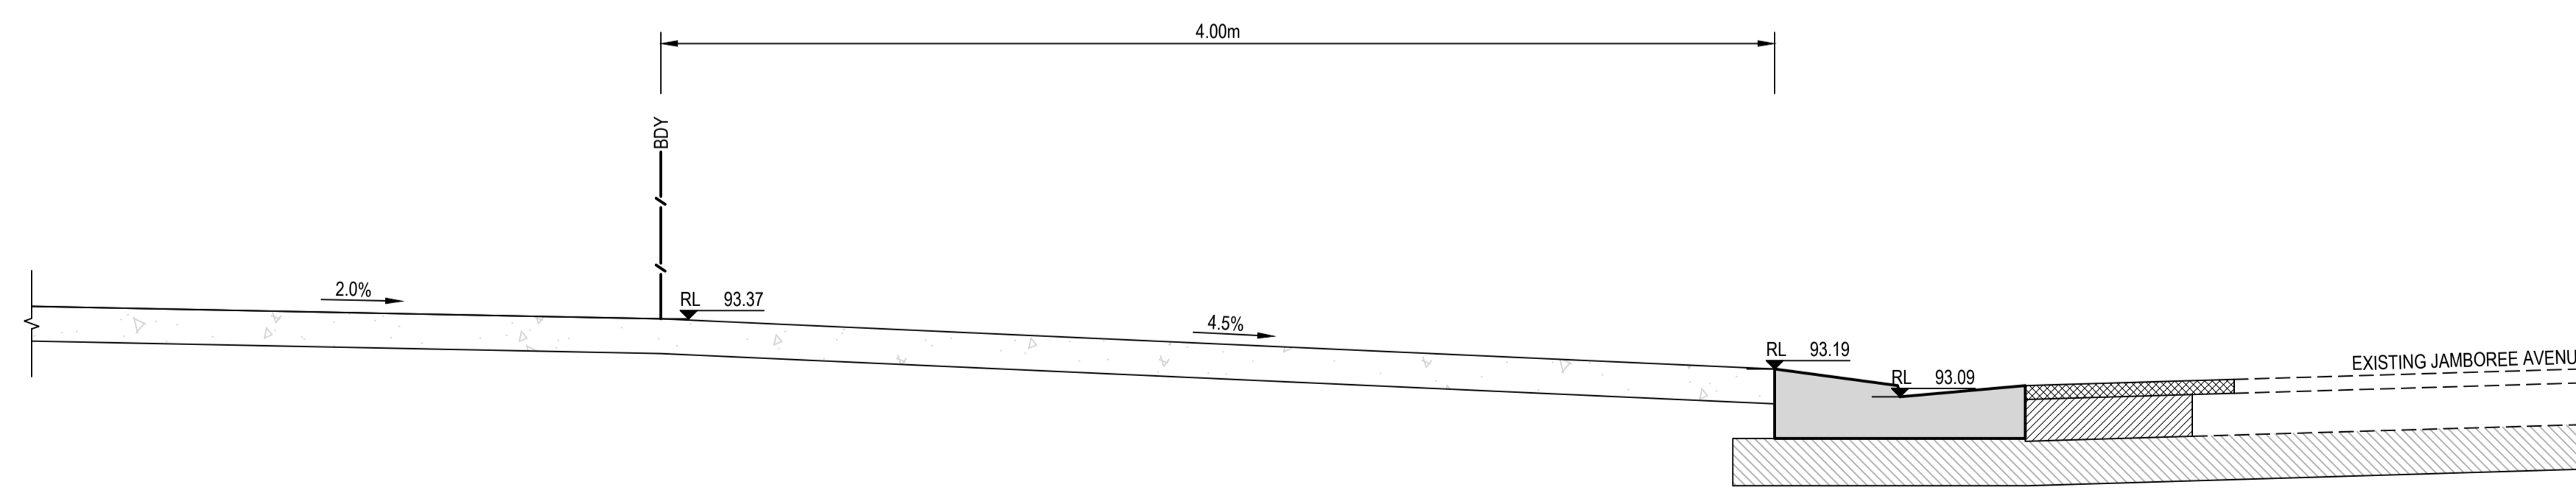 4.00m
BDY
2.0%
RL 93.37
4.5%
RL 93.19
RL 93.09
EXISTING JAMBOREE AVENU